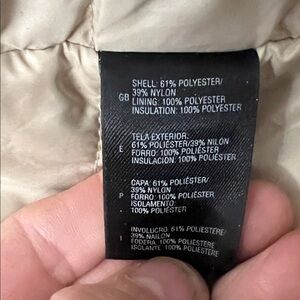 SHELL: 61% POLYESTER/
39% NYLON
GB LINING: 100% POLYESTER
INSULATION: 100% POLYESTER
TELA EXTERIOR:
E 61% POLIÉSTER/39% NILÓN
FORRO: 100% POLIÉSTER
INSULACIÓN: 100% POLIÉSTER
CAPA: 61% POLIÉSTER/
39% NYLON
P FORRO: 100% POLIÉSTER
ISOLAMENTO:
100% POLIÉSTER
INVOLUCRO 61% POLIESTERE/
39% NAILON
I FODERA: 100% POLIESTERE
ISOLANTE: 100% POLIESTERE